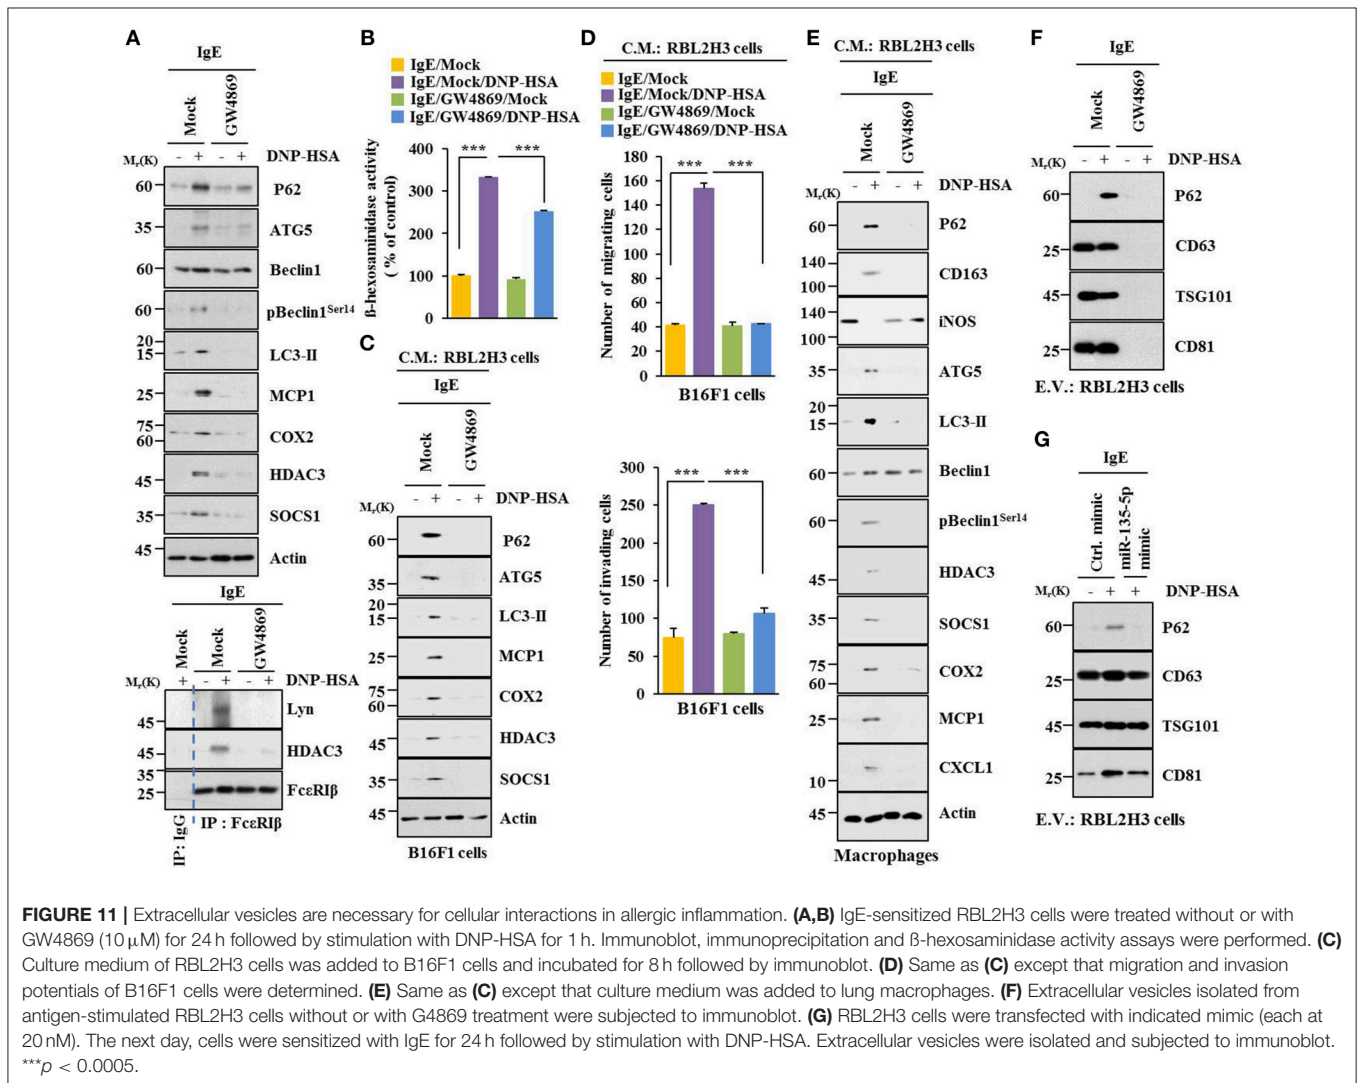 A
IgE
Mock
GW4869
Mr(K) - + - + DNP-HSA
60 P62
35 ATG5
60 Beclin1
60 pBeclin1Ser14
20
15 LC3-II
25 MCP1
75
60 COX2
45 HDAC3
35 SOCS1
45 Actin
IgE
Mock
Mock
GW4869
Mr(K) + - + - + DNP-HSA
45 Lyn
45 HDAC3
35
25 FcεRIβ
IP: IgG
IP : FcεRIβ
B
IgE/Mock
IgE/Mock/DNP-HSA
IgE/GW4869/Mock
IgE/GW4869/DNP-HSA
ß-hexosaminidase activity
( % of control)
400
300
200
100
0
*** ***
C
C.M.: RBL2H3 cells
IgE
Mock
GW4869
Mr(K) - + - + DNP-HSA
60 P62
35 ATG5
20
15 LC3-II
25 MCP1
75
60 COX2
45 HDAC3
35 SOCS1
45 Actin
B16F1 cells
D
C.M.: RBL2H3 cells
IgE/Mock
IgE/Mock/DNP-HSA
IgE/GW4869/Mock
IgE/GW4869/DNP-HSA
Number of migrating cells
180
160
140
120
100
80
60
40
20
0
*** ***
B16F1 cells
Number of invading cells
300
250
200
150
100
50
0
*** ***
B16F1 cells
E
C.M.: RBL2H3 cells
IgE
Mock
GW4869
Mr(K) - + - + DNP-HSA
60 P62
140
100 CD163
140
100 iNOS
35 ATG5
20
15 LC3-II
60 Beclin1
60 pBeclin1Ser14
45 HDAC3
35 SOCS1
75
60 COX2
25 MCP1
10 CXCL1
45 Actin
Macrophages
F
IgE
Mock
GW4869
Mr(K) - + - + DNP-HSA
60 P62
25 CD63
45 TSG101
25 CD81
E.V.: RBL2H3 cells
G
IgE
Ctrl. mimic
miR-135-5p
mimic
Mr(K) - + + DNP-HSA
60 P62
25 CD63
45 TSG101
25 CD81
E.V.: RBL2H3 cells
FIGURE 11 | Extracellular vesicles are necessary for cellular interactions in allergic inflammation. (A,B) IgE-sensitized RBL2H3 cells were treated without or with
GW4869 (10 μM) for 24 h followed by stimulation with DNP-HSA for 1 h. Immunoblot, immunoprecipitation and ß-hexosaminidase activity assays were performed. (C)
Culture medium of RBL2H3 cells was added to B16F1 cells and incubated for 8 h followed by immunoblot. (D) Same as (C) except that migration and invasion
potentials of B16F1 cells were determined. (E) Same as (C) except that culture medium was added to lung macrophages. (F) Extracellular vesicles isolated from
antigen-stimulated RBL2H3 cells without or with G4869 treatment were subjected to immunoblot. (G) RBL2H3 cells were transfected with indicated mimic (each at
20 nM). The next day, cells were sensitized with IgE for 24 h followed by stimulation with DNP-HSA. Extracellular vesicles were isolated and subjected to immunoblot.
***p < 0.0005.